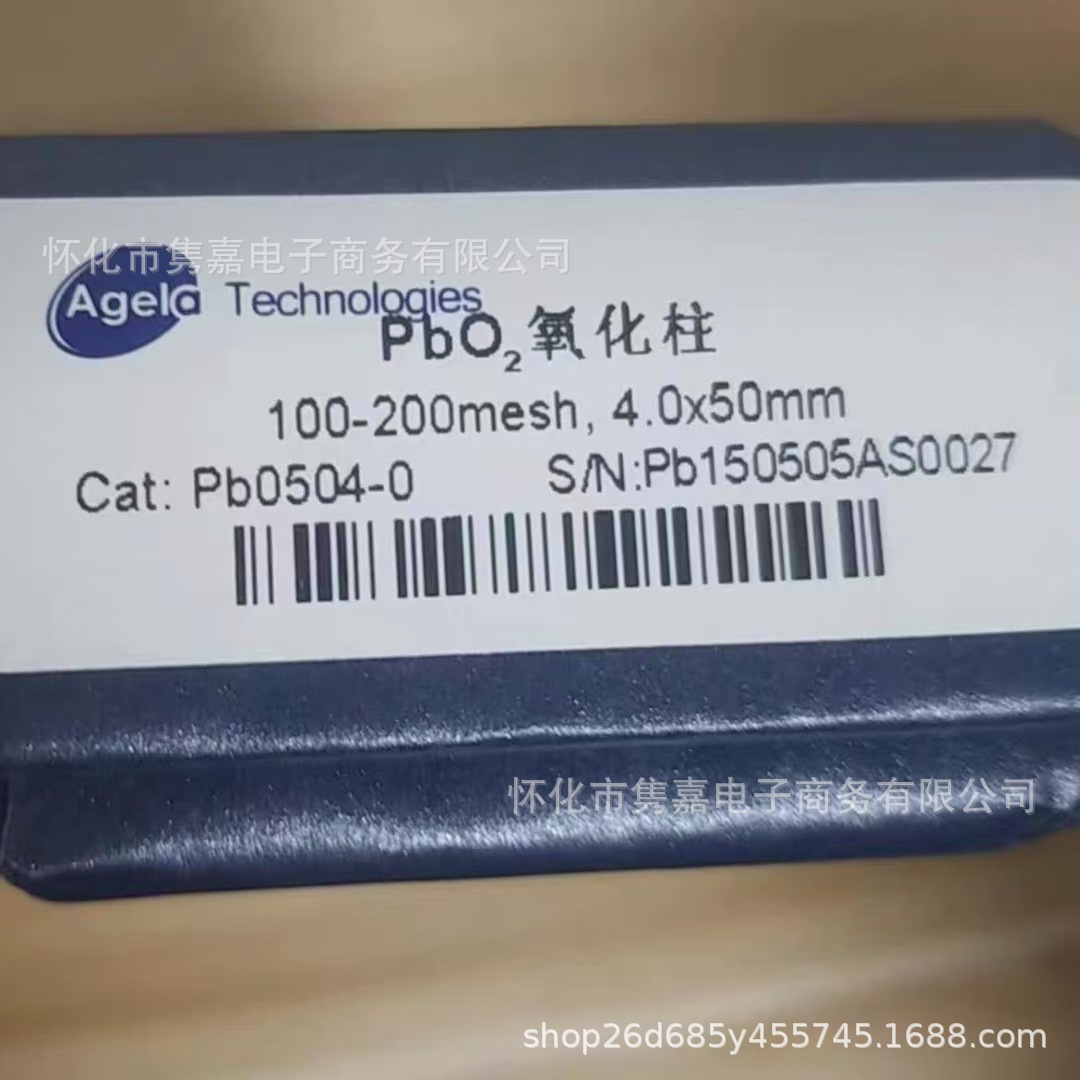 怀化市隽嘉电子商务有限公司
Agela Technologies
PbO₂氧化柱
100-200mesh, 4.0x50mm
Cat: Pb0504-0 S/N:Pb150505AS0027
怀化市隽嘉电子商务有限公司
shop26d685y455745.1688.com